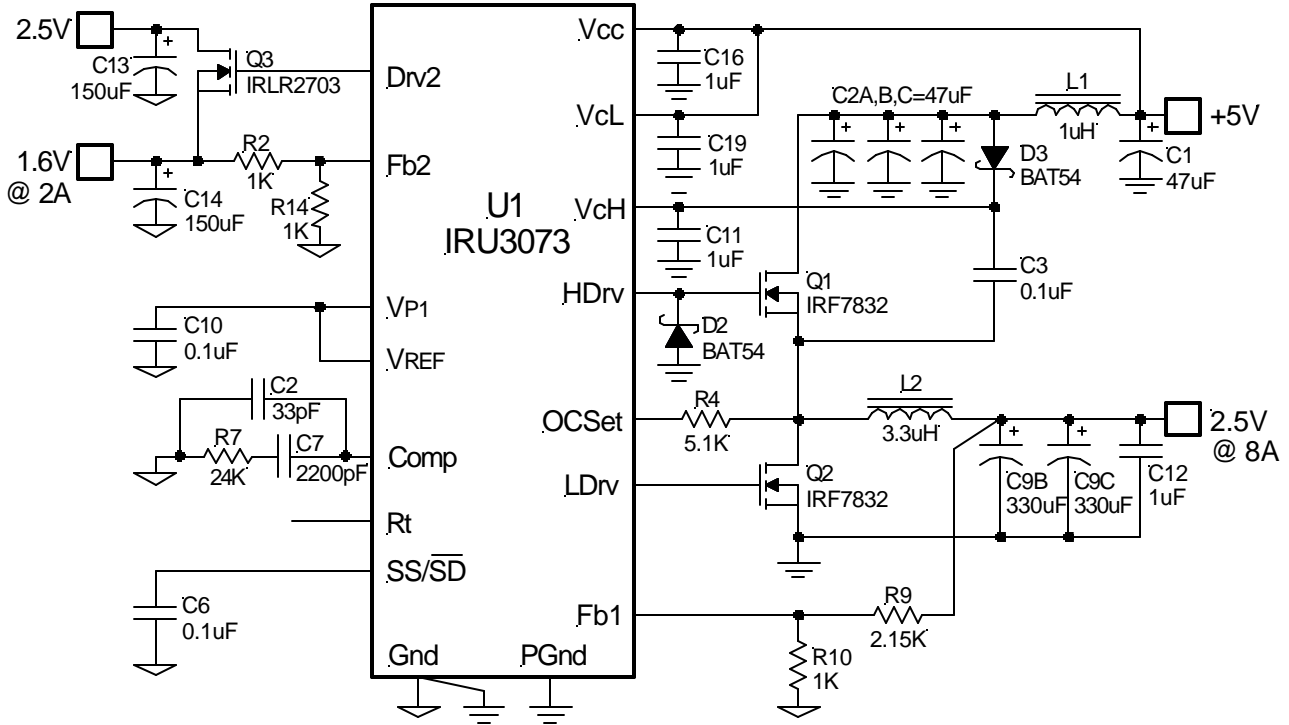 2.5V
+
C13
150uF
Q3
IRLR2703
1.6V
@ 2A
+
C14
150uF
R2
1K
R14
1K
C10
0.1uF
C2
33pF
R7
24K
C7
2200pF
C6
0.1uF
Drv2
Fb2
VP1
VREF
Comp
Rt
SS/SD
Gnd
PGnd
U1
IRU3073
Vcc
VcL
VcH
HDrv
OCSet
LDrv
Fb1
C16
1uF
C19
1uF
C11
1uF
C2A,B,C=47uF
+
+
+
L1
1uH
+5V
+
C1
47uF
D3
BAT54
C3
0.1uF
Q1
IRF7832
D2
BAT54
R4
5.1K
L2
3.3uH
2.5V
@ 8A
Q2
IRF7832
+
C9B
330uF
+
C9C
330uF
C12
1uF
R9
2.15K
R10
1K